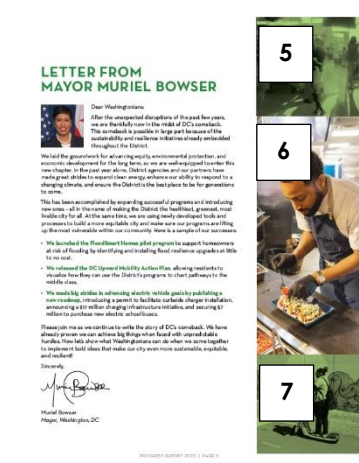 LETTER FROM
MAYOR MURIEL BOWSER
Dear Washingtonians:
After the unexpected disruptions of the past few years,
we are thankfully now in the midst of DC's comeback.
This comeback is possible in large part because of the
sustainability and resilience initiatives already embedded
throughout the District.
We laid the groundwork for advancing equity, environmental protection, and
economic development for the long term, so we are well-equipped to enter this
new chapter. In the past year alone, District agencies and our partners have
made great strides to expand clean energy, enhance our ability to respond to a
changing climate, and ensure the District is the best place to be for generations
to come.
This has been accomplished by expanding successful programs and introducing
new ones - all in the name of making the District the healthiest, greenest, most
livable city for all. At the same time, we are using newly developed tools and
processes to build a more equitable city and make sure our programs are lifting
up the most vulnerable within our community. Here is a sample of our successes:
• We launched the FloodSmart Homes pilot program to support homeowners
at risk of flooding by identifying and installing flood resilience upgrades at little
to no cost.
• We released the DC Upward Mobility Action Plan, allowing residents to
visualize how they can use the District's programs to chart pathways to the
middle class.
• We made big strides in advancing electric vehicle goals by publishing a
new roadmap, introducing a permit to facilitate curbside charger installation,
announcing a million charging infrastructure initiative, and securing
million to purchase new electric school buses.
Please join me as we continue to write the story of DC's comeback. We have
already proven we can achieve big things when faced with unpredictable
hurdles. Now let's show what Washingtonians can do when we come together
to implement bold ideas that make our city even more sustainable, equitable,
and resilient!
Sincerely,
Muriel Bowser
Mayor, Washington, DC
5
6
7
PROGRESS REPORT 2023 | PAGE